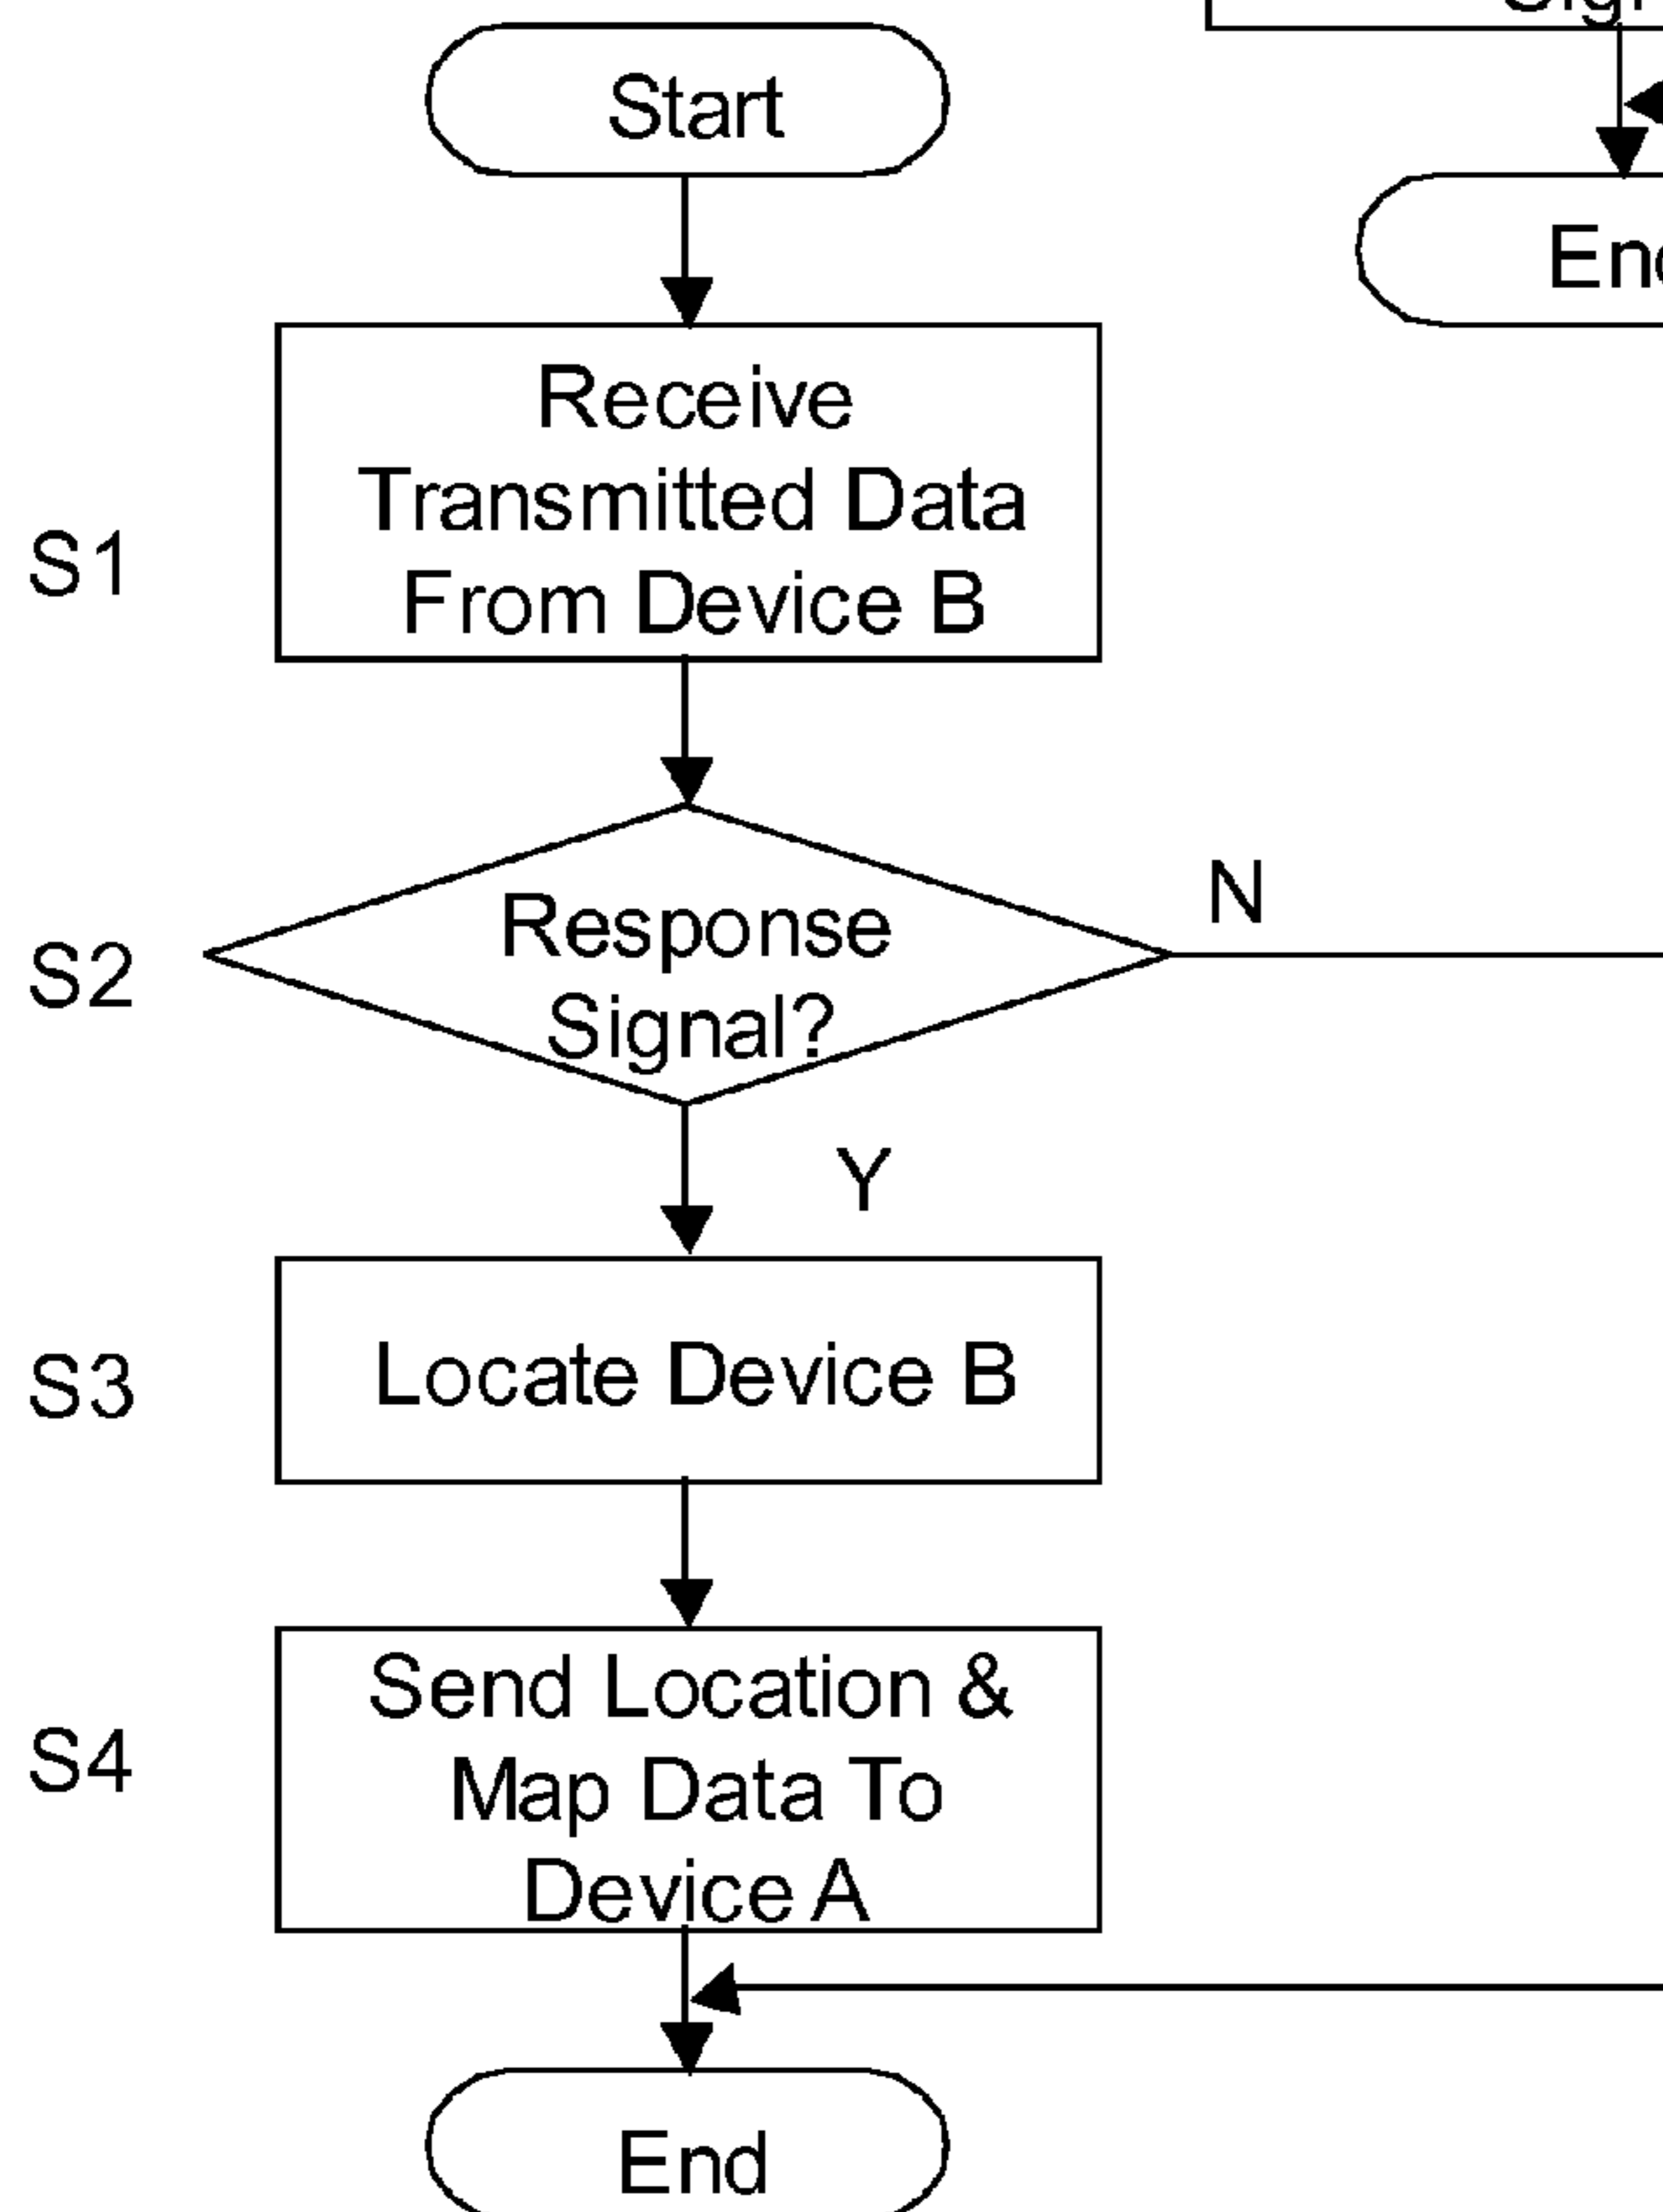 Start
Receive
Transmitted Data
From Device B
S1
Response
Signal?
S2
N
Y
Locate Device B
S3
Send Location &
Map Data To
Device A
S4
End